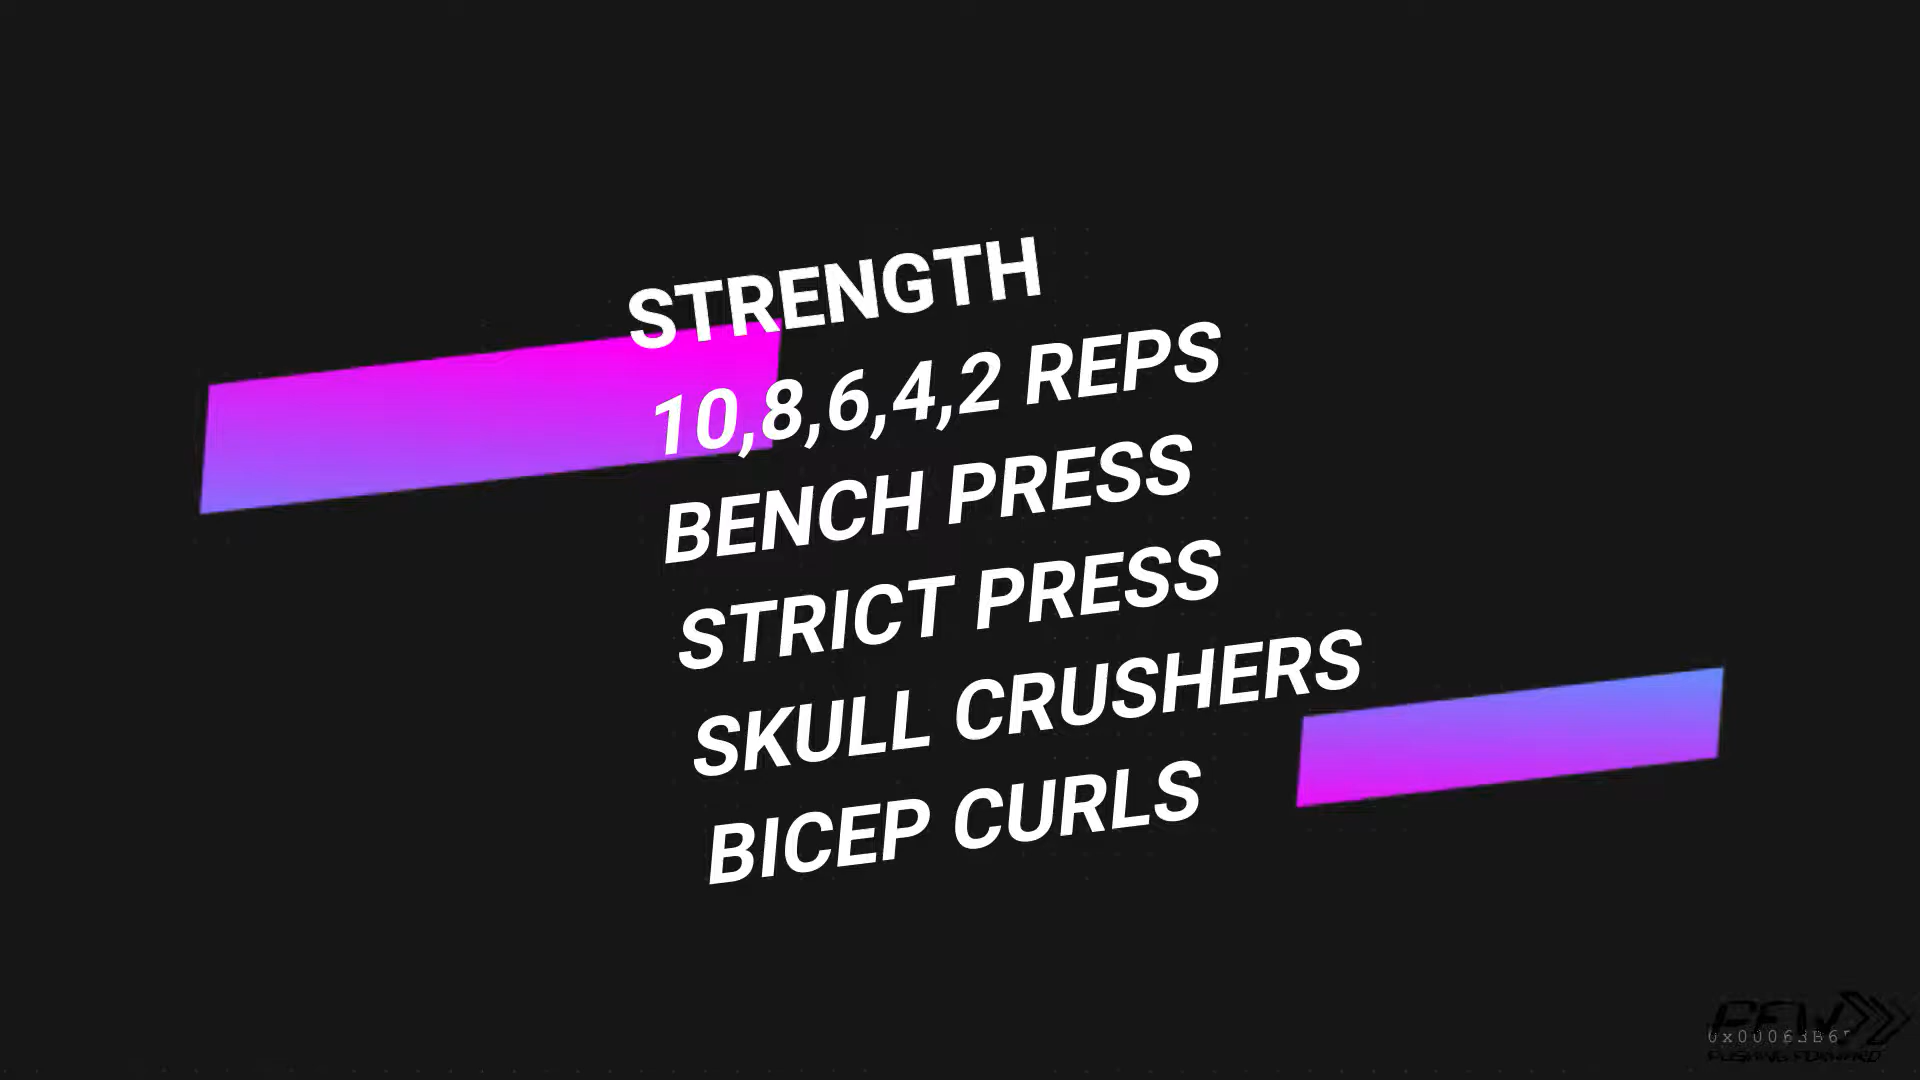 STRENGTH
10,8,6,4,2 REPS
BENCH PRESS
STRICT PRESS
SKULL CRUSHERS
BICEP CURLS